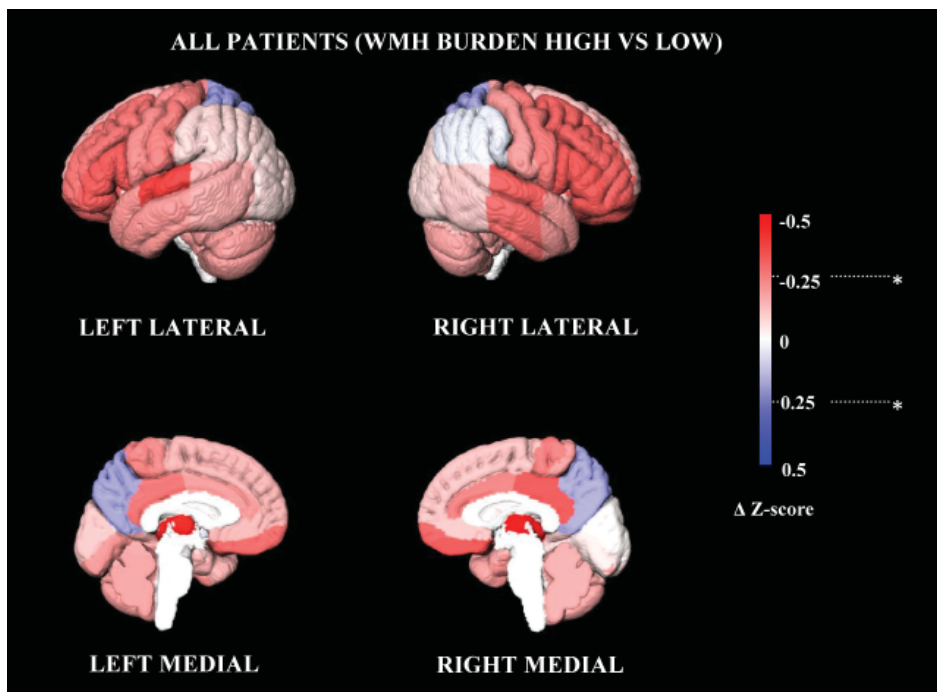 ALL PATIENTS (WMH BURDEN HIGH VS LOW)
LEFT LATERAL
RIGHT LATERAL
-0.5
-0.25
*
0
0.25
*
0.5
Δ Z-score
LEFT MEDIAL
RIGHT MEDIAL